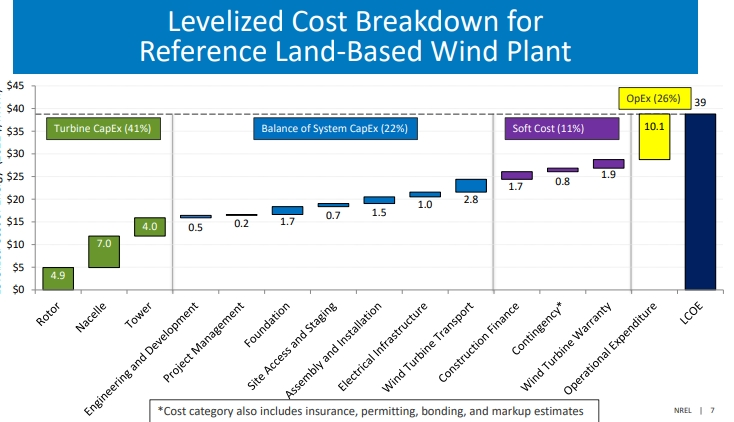 Levelized Cost Breakdown for
Reference Land-Based Wind Plant
$45
$40
$35
$30
$25
$20
$15
$10
$5
$0
Turbine CapEx (41%)
Balance of System CapEx (22%)
Soft Cost (11%)
OpEx (26%)
39
4.9
7.0
4.0
0.5
0.2
1.7
0.7
1.5
1.0
2.8
1.7
0.8
1.9
10.1
Rotor
Nacelle
Tower
Engineering and Development
Project Management
Foundation
Site Access and Staging
Assembly and Installation
Electrical Infrastructure
Wind Turbine Transport
Construction Finance
Contingency*
Wind Turbine Warranty
Operational Expenditure
LCOE
*Cost category also includes insurance, permitting, bonding, and markup estimates
NREL | 7